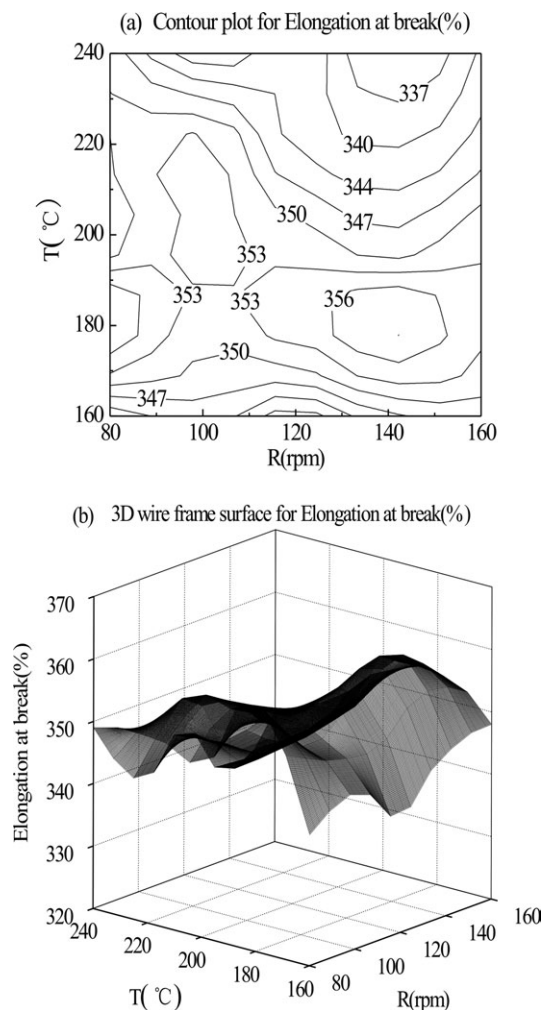 (a) Contour plot for Elongation at break(%)
240
337
220
340
344
350
200
347
353
353
353
356
180
350
347
160
T(℃)
80 100 120 140 160
R(rpm)
(b) 3D wire frame surface for Elongation at break(%)
370
360
350
340
330
320
Elongation at break(%)
240 220 200 180 160
T(℃)
80 100 120 140 160
R(rpm)